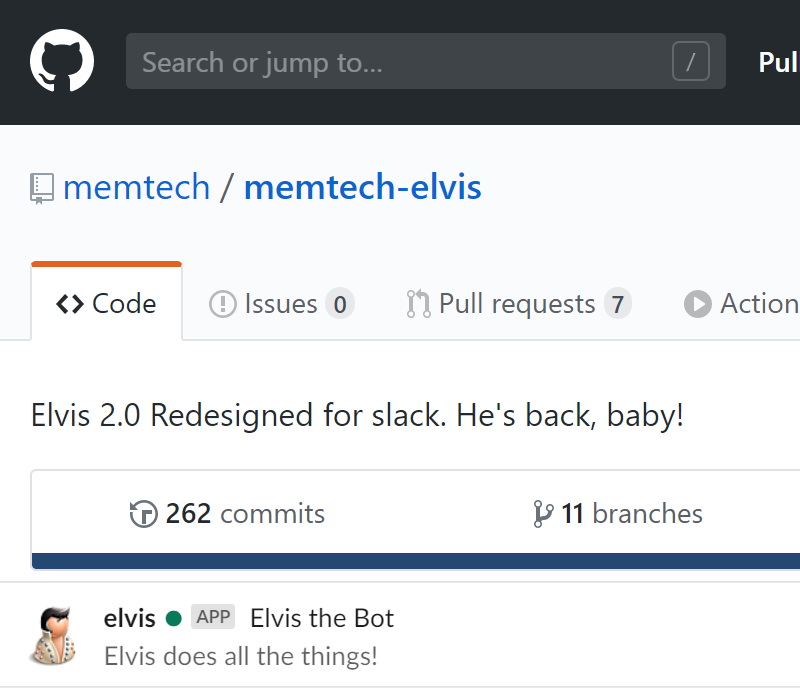 Search or jump to... /
Pul
memtech / memtech-elvis
Code Issues 0 Pull requests 7 Action
Elvis 2.0 Redesigned for slack. He's back, baby!
262 commits 11 branches
elvis APP Elvis the Bot
Elvis does all the things!